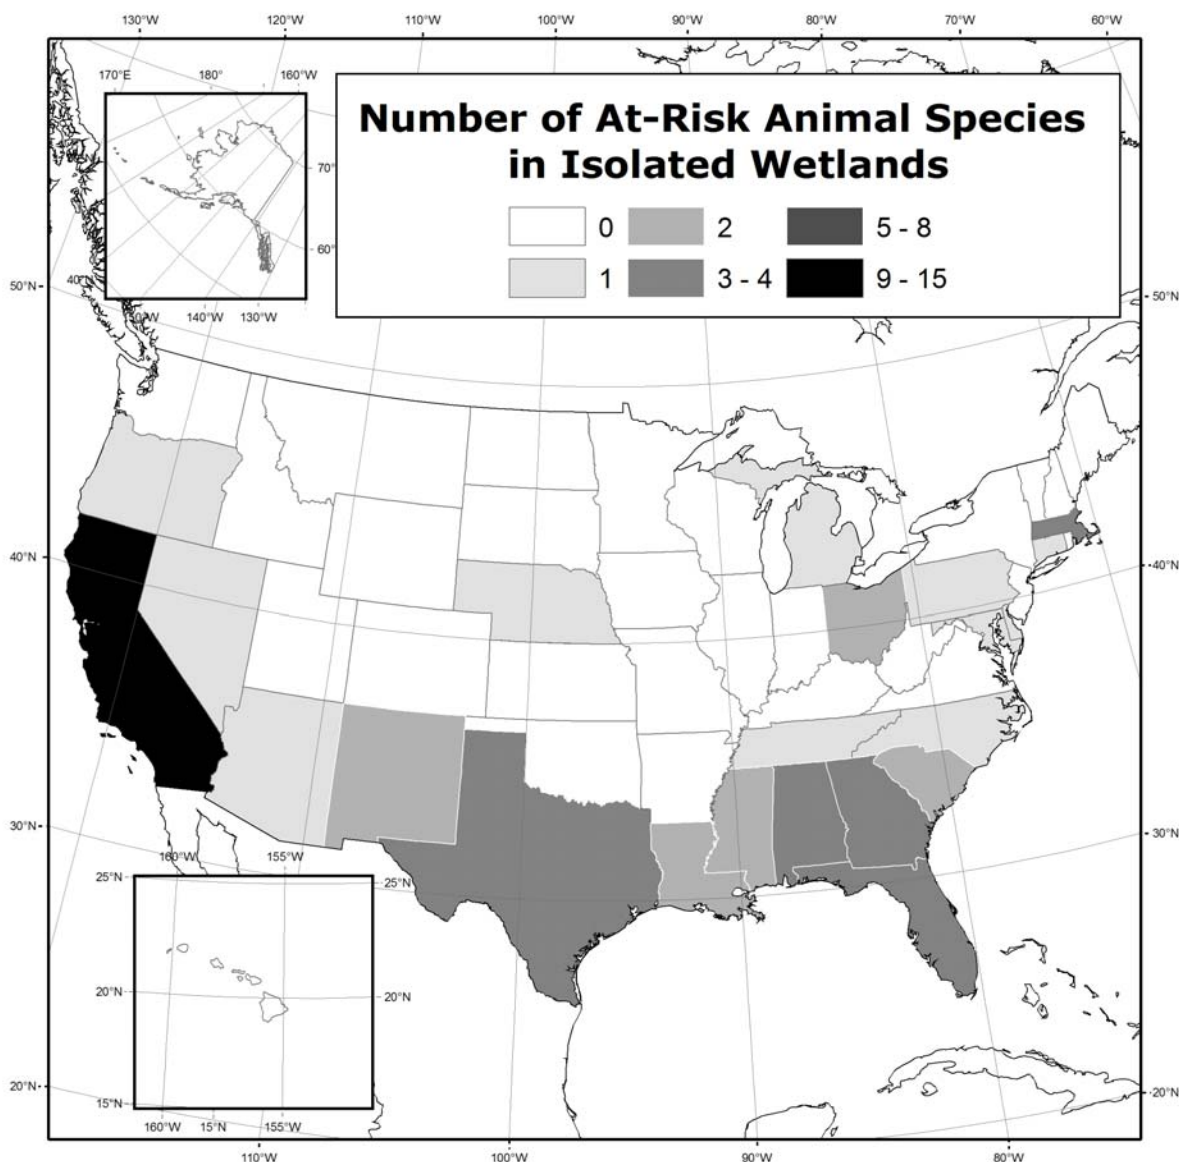 130°W 120°W 110°W 100°W 90°W 80°W 70°W 60°W
170°E 180° 160°W
Number of At-Risk Animal Species
in Isolated Wetlands
0 2 5 - 8
1 3 - 4 9 - 15
70°
60°
40°N
140°W 130°W
50°N 50°N
40°N 40°N
30°N 30°N
160°W 155°W
25°N 25°N
20°N 20°N
15°N
160°W 15°N 155°W
20°N 20°N
110°W 100°W 90°W 80°W